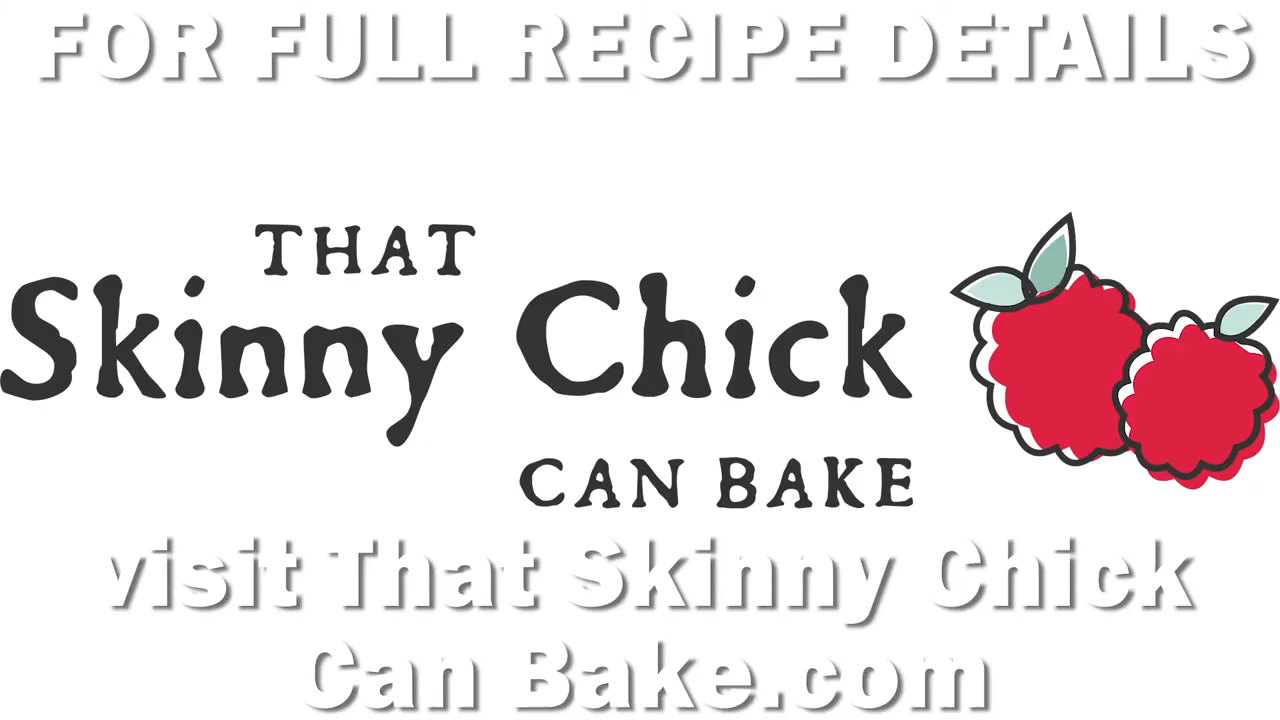 FOR FULL RECIPE DETAILS
THAT
Skinny Chick
CAN BAKE
visit That Skinny Chick
Can Bake.com